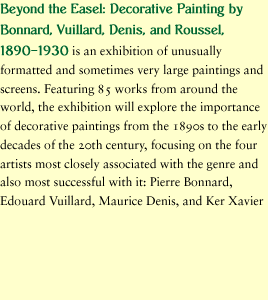 Beyond the Easel: Decorative Painting by
Bonnard, Vuillard, Denis, and Roussel,
1890–1930 is an exhibition of unusually
formatted and sometimes very large paintings and
screens. Featuring 85 works from around the
world, the exhibition will explore the importance
of decorative paintings from the 1890s to the early
decades of the 20th century, focusing on the four
artists most closely associated with the genre and
also most successful with it: Pierre Bonnard,
Edouard Vuillard, Maurice Denis, and Ker Xavier